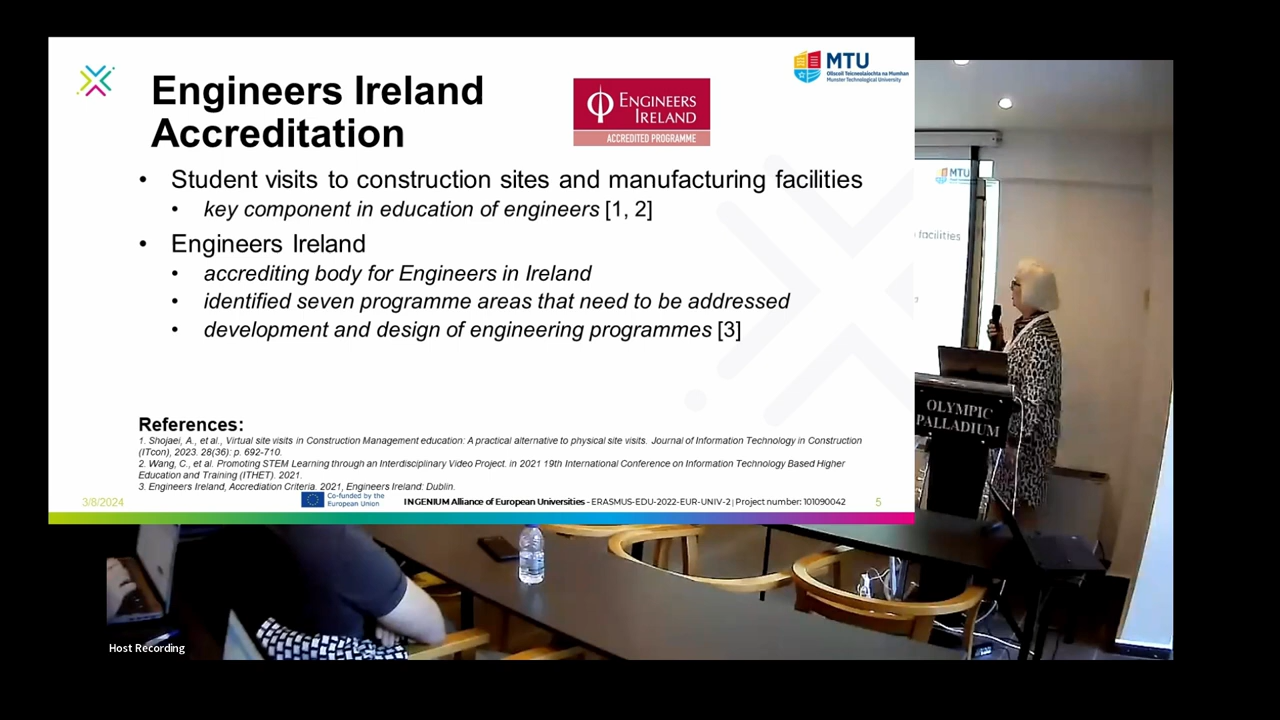 Engineers Ireland
Accreditation
ENGINEERS
IRELAND
ACCREDITED PROGRAMME
MTU
Ollscoil Teicneolaíochta na Mumhan
Munster Technological University
• Student visits to construction sites and manufacturing facilities
• key component in education of engineers [1, 2]
• Engineers Ireland
• accrediting body for Engineers in Ireland
• identified seven programme areas that need to be addressed
• development and design of engineering programmes [3]
References:
1. Shojaei, A., et al., Virtual site visits in Construction Management education: A practical alternative to physical site visits. Journal of Information Technology in Construction
(ITcon), 2023. 28(36): p. 692-710.
2. Wang, C., et al. Promoting STEM Learning through an Interdisciplinary Video Project. in 2021 19th International Conference on Information Technology Based Higher
Education and Training (ITHET). 2021.
3. Engineers Ireland, Accrediation Criteria. 2021, Engineers Ireland: Dublin.
3/8/2024
Co-funded by the
European Union
INGENIUM Alliance of European Universities - ERASMUS-EDU-2022-EUR-UNIV-2 | Project number: 101090042
5
MTU
facilities
OLYMPIC
PALLADIUM
Host Recording